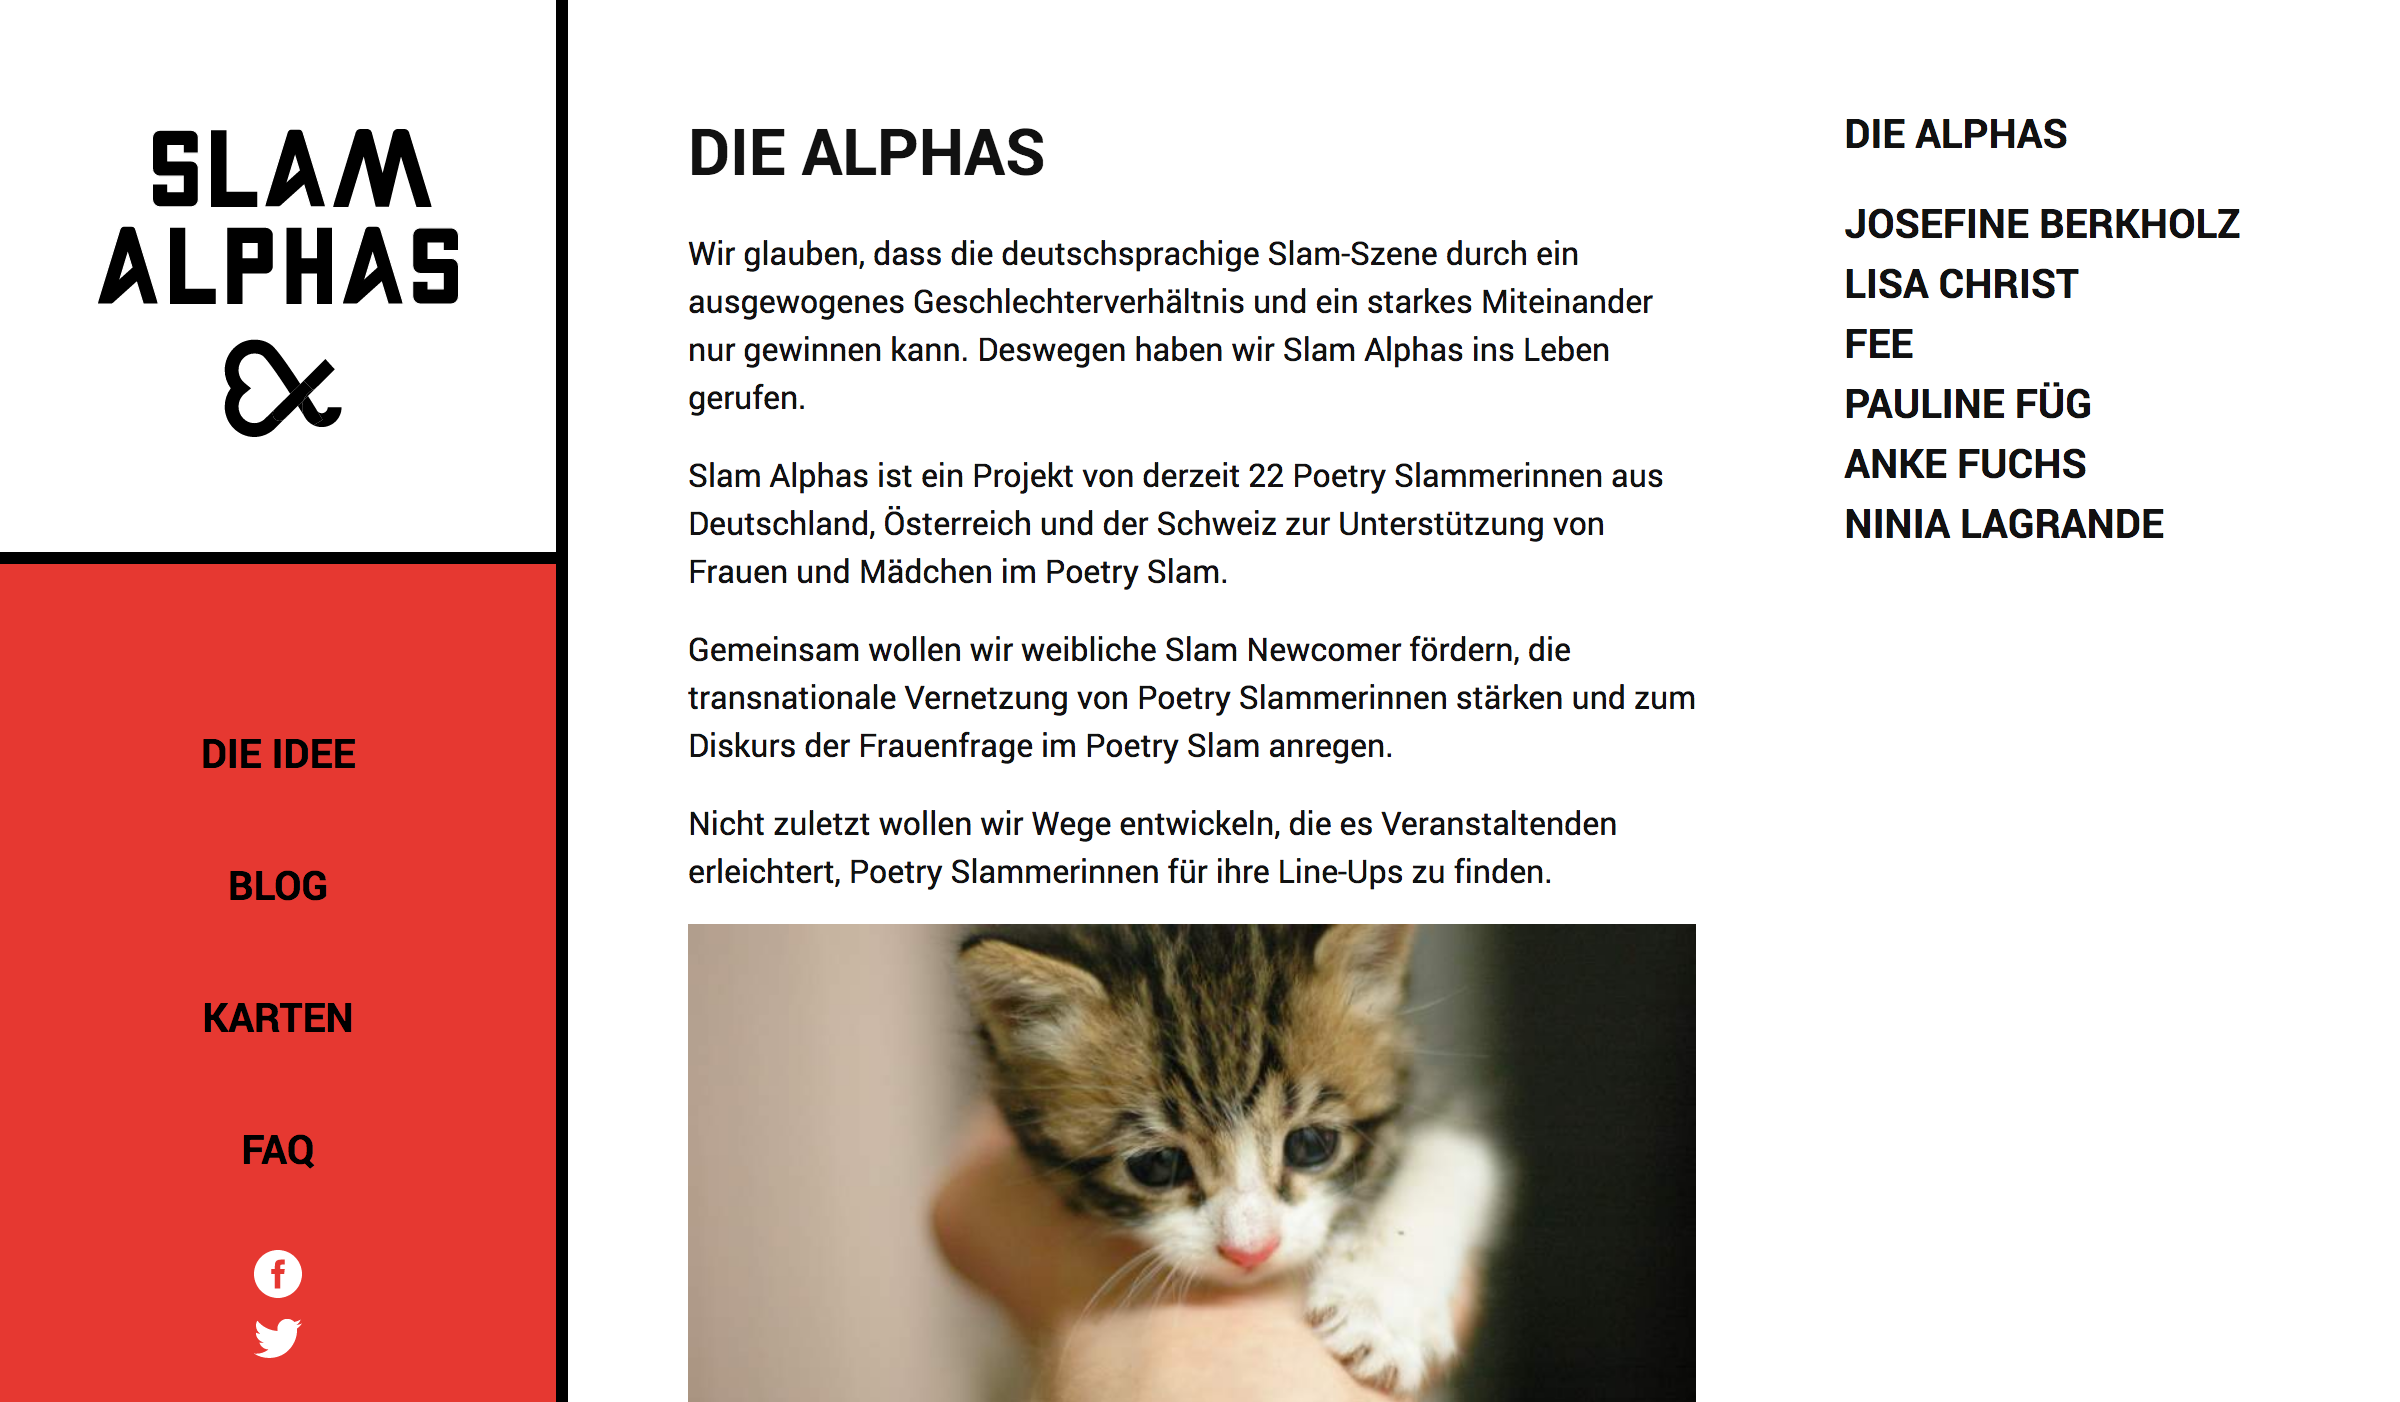 SLAM
ALPHAS
&
DIE IDEE
BLOG
KARTEN
FAQ
DIE ALPHAS
Wir glauben, dass die deutschsprachige Slam-Szene durch ein
ausgewogenes Geschlechterverhältnis und ein starkes Miteinander
nur gewinnen kann. Deswegen haben wir Slam Alphas ins Leben
gerufen.
Slam Alphas ist ein Projekt von derzeit 22 Poetry Slammerinnen aus
Deutschland, Österreich und der Schweiz zur Unterstützung von
Frauen und Mädchen im Poetry Slam.
Gemeinsam wollen wir weibliche Slam Newcomer fördern, die
transnationale Vernetzung von Poetry Slammerinnen stärken und zum
Diskurs der Frauenfrage im Poetry Slam anregen.
Nicht zuletzt wollen wir Wege entwickeln, die es Veranstaltenden
erleichtert, Poetry Slammerinnen für ihre Line-Ups zu finden.
DIE ALPHAS
JOSEFINE BERKHOLZ
LISA CHRIST
FEE
PAULINE FÜG
ANKE FUCHS
NINIA LAGRANDE